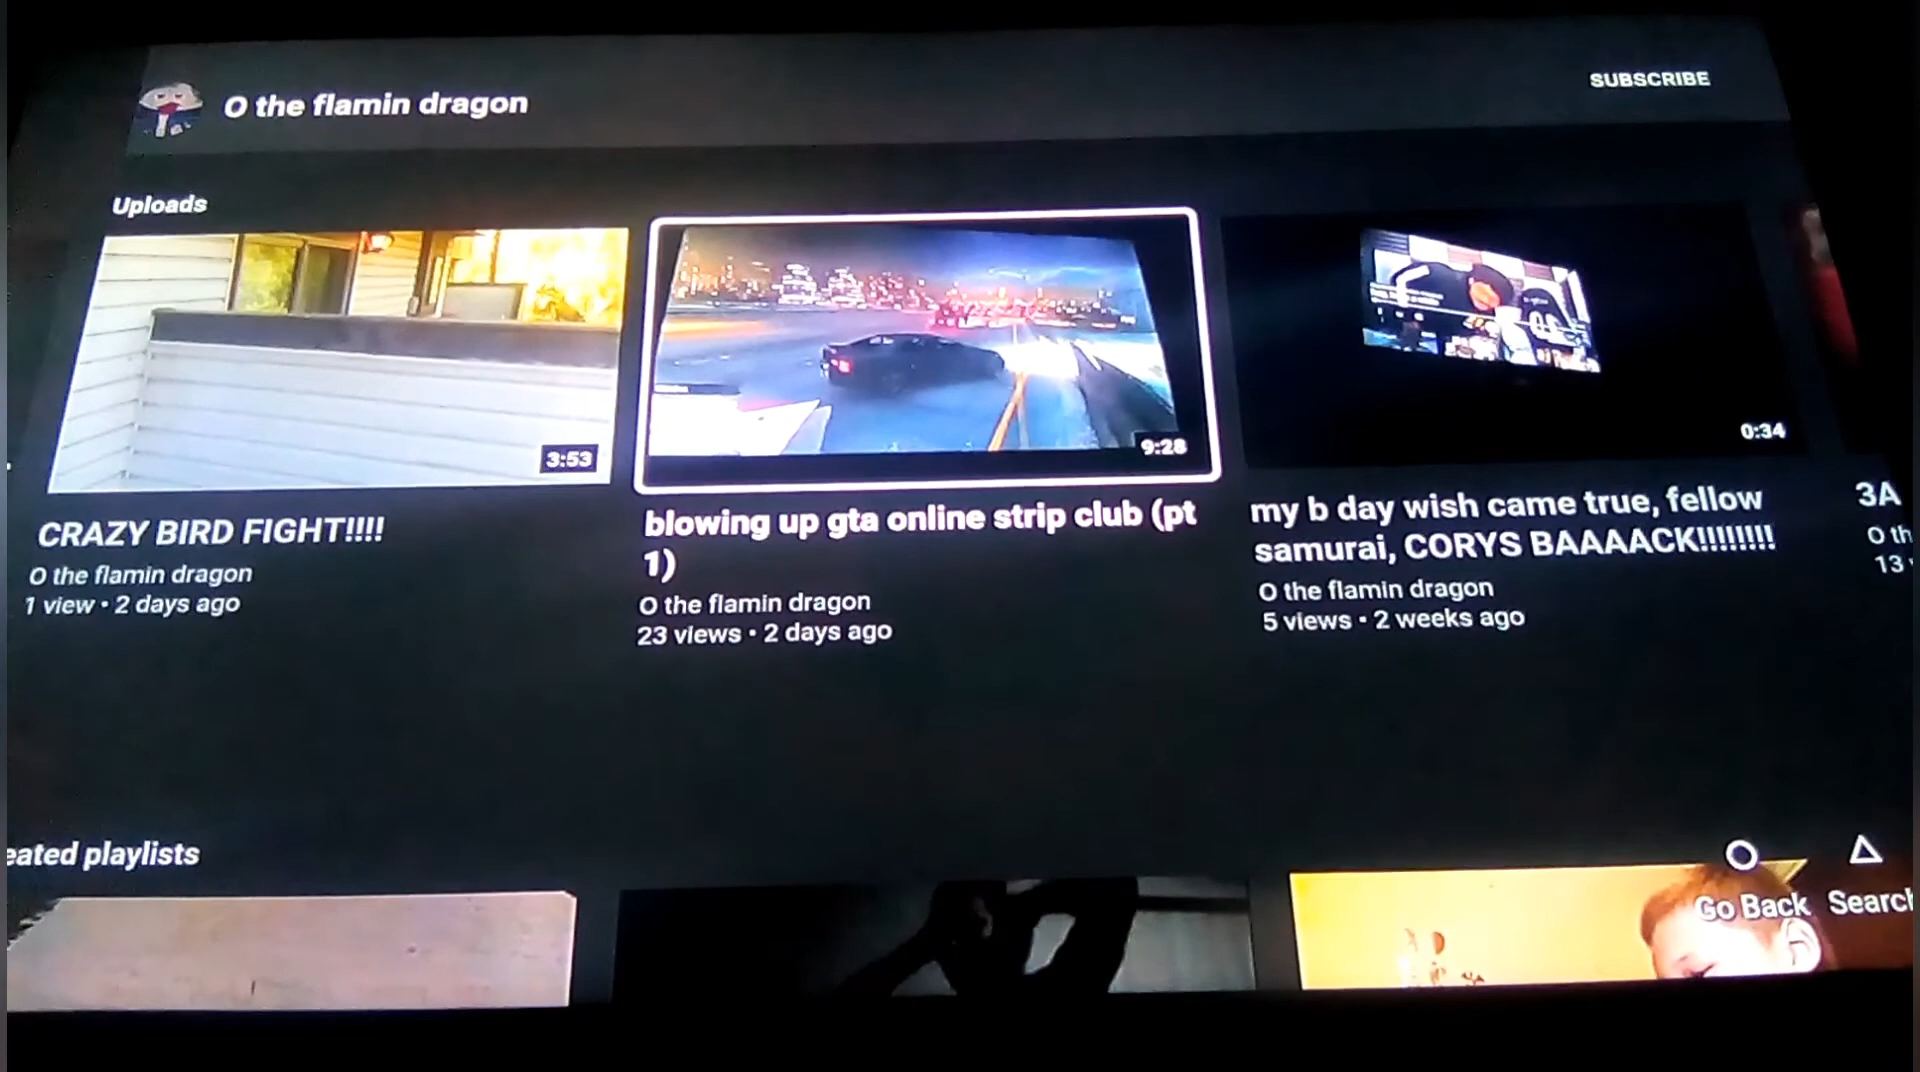 O the flamin dragon
SUBSCRIBE
Uploads
3:53
9:28
0:34
CRAZY BIRD FIGHT!!!!
O the flamin dragon
1 view • 2 days ago
blowing up gta online strip club (pt
1)
O the flamin dragon
23 views • 2 days ago
my b day wish came true, fellow
samurai, CORYS BAAAACK!!!!!!!!
O the flamin dragon
5 views • 2 weeks ago
3A
O th
13
eated playlists
Go Back
Search